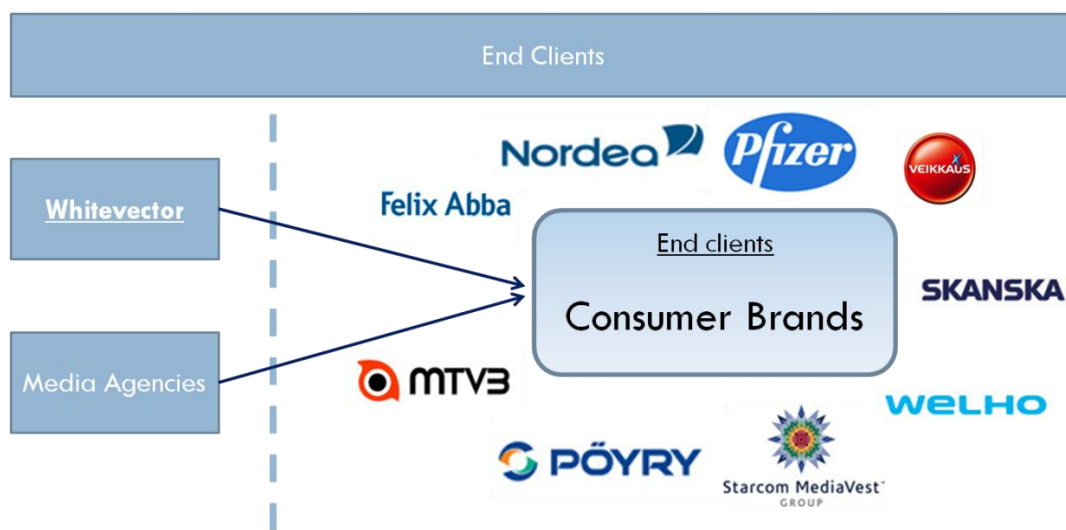 End Clients
Nordea
Pfizer
VEIKKAUS
Whitevector
Felix Abba
End clients
Consumer Brands
SKANSKA
Media Agencies
MTV3
WELHO
PÖYRY
Starcom MediaVest™
GROUP